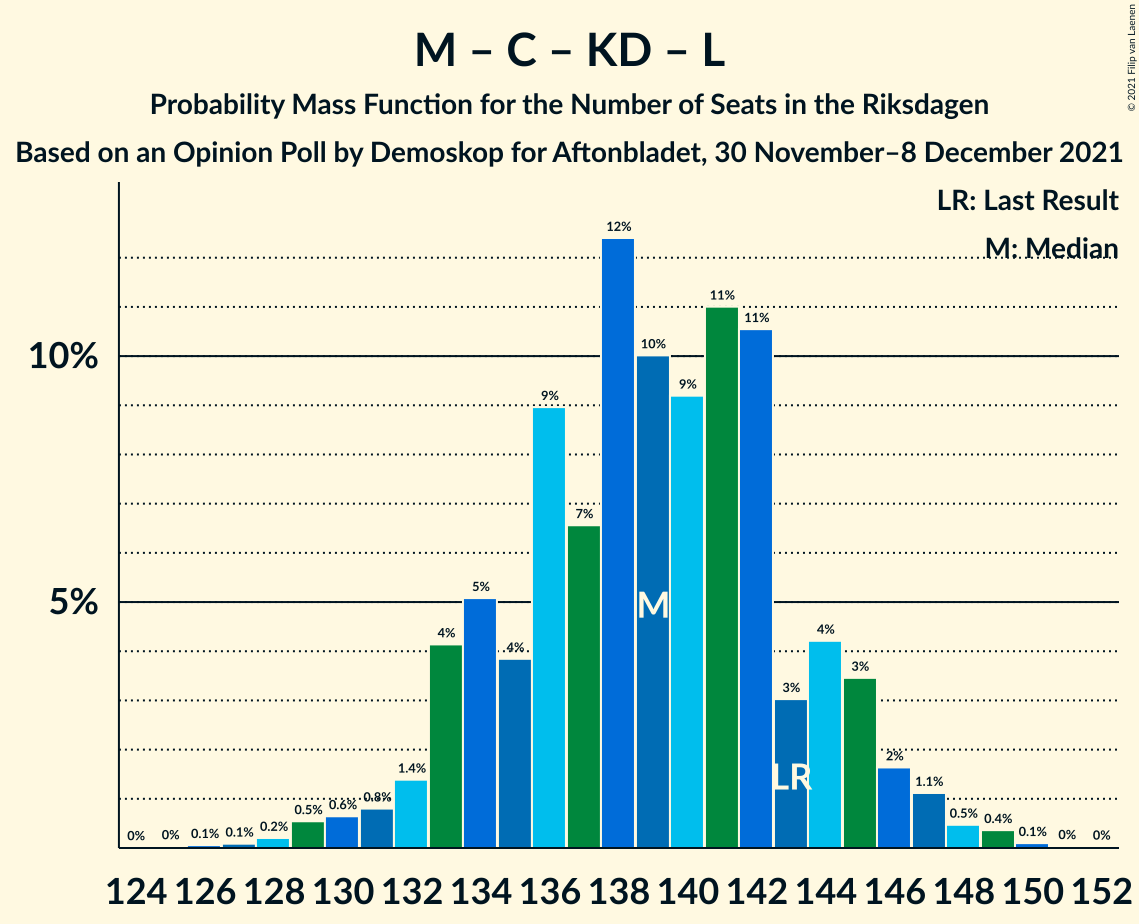 M – C – KD – L
Probability Mass Function for the Number of Seats in the Riksdagen
Based on an Opinion Poll by Demoskop for Aftonbladet, 30 November–8 December 2021
© 2021 Filip van Laenen
LR: Last Result
M: Median
10%
5%
0% 0% 0.1% 0.1% 0.2% 0.5% 0.6% 0.8% 1.4% 4% 5% 4% 9% 7% 12% 10% 9% 11% 11% 3% 4% 3% 2% 1.1% 0.5% 0.4% 0.1% 0% 0%
M
LR
124 126 128 130 132 134 136 138 140 142 144 146 148 150 152